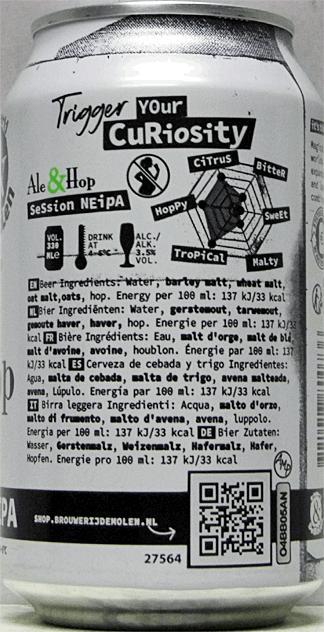 Trigger YOUR
CuRiosity
CiTruS
BitteR
Ale & Hop
SeSsion NEiPA
HopPy
SweEt
VOL.
330
ML℮
DRINK
AT
4-6°C
ALC./
ALK.
3.5%
VOL.
TroPiCal
MaLty
EN Beer Ingredients: Water, barley malt, wheat malt,
oat malt, oats, hop. Energy per 100 ml: 137 kJ/33 kcal
NL Bier Ingrediënten: Water, gerstemout, tarwemout,
gemoute haver, haver, hop. Energie per 100 ml: 137 kJ/33
kcal FR Bière Ingrédients: Eau, malt d'orge, malt de blé,
malt d'avoine, avoine, houblon. Énergie par 100 ml: 137
kJ/33 kcal ES Cerveza de cebada y trigo Ingredientes:
Agua, malta de cebada, malta de trigo, avena malteada,
avena, Lúpulo. Energía par 100 ml: 137 kJ/33 kcal
IT Birra leggera Ingredienti: Acqua, malto d'orzo,
malto di frumento, malto d'avena, avena, luppolo.
Energia per 100 ml: 137 kJ/33 kcal DE Bier Zutaten:
Wasser, Gerstenmalz, Weizenmalz, Hafermalz, Hafer,
Hopfen. Energie pro 100 ml: 137 kJ/33 kcal
IPA
SHOP.BROUWERIJDEMOLEN.NL
27564